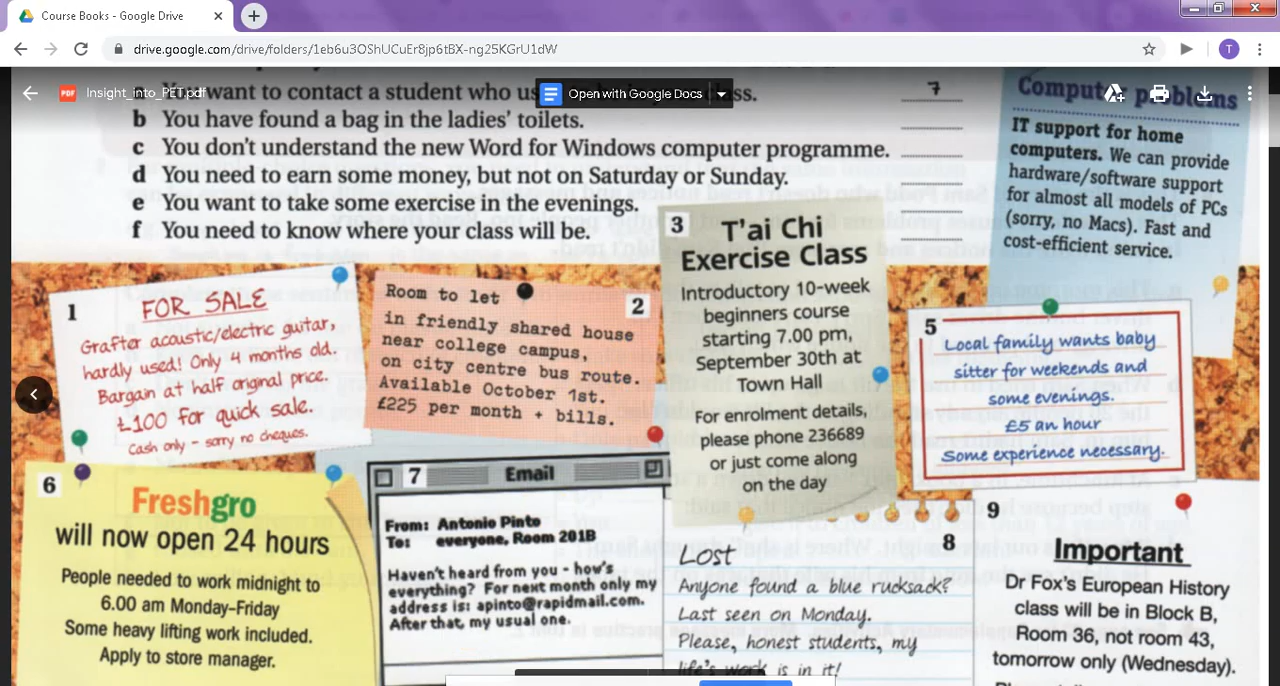 Course Books - Google Drive
drive.google.com/drive/folders/1eb6u3OShUCuEr8jp6tBX-ng25KGrU1dW
T
PDF
Insight_into_PET.pdf
Open with Google Docs
want to contact a student who us
ss.
7
b You have found a bag in the ladies' toilets.
c You don't understand the new Word for Windows computer programme.
d You need to earn some money, but not on Saturday or Sunday.
e You want to take some exercise in the evenings.
f You need to know where your class will be.
1
FOR SALE
Grafter acoustic/electric guitar,
hardly used! Only 4 months old.
Bargain at half original price.
£100 for quick sale.
Cash only - sorry no cheques.
2
Room to let
in friendly shared house
near college campus,
on city centre bus route.
Available October 1st.
£225 per month + bills.
3
T'ai Chi
Exercise Class
Introductory 10-week
beginners course
starting 7.00 pm,
September 30th at
Town Hall
For enrolment details,
please phone 236689
or just come along
on the day
Computer problems
IT support for home
computers. We can provide
hardware/software support
for almost all models of PCs
(sorry, no Macs). Fast and
cost-efficient service.
5
Local family wants baby
sitter for weekends and
some evenings.
£5 an hour
Some experience necessary.
6
Freshgro
will now open 24 hours
People needed to work midnight to
6.00 am Monday-Friday
Some heavy lifting work included.
Apply to store manager.
7
Email
From: Antonio Pinto
To: everyone, Room 201B
Haven't heard from you - how's
everything? For next month only my
address is: apinto@rapidmail.com.
After that, my usual one.
8
Lost
Anyone found a blue rucksack?
Last seen on Monday.
Please, honest students, my
life's work is in it!
9
Important
Dr Fox's European History
class will be in Block B,
Room 36, not room 43,
tomorrow only (Wednesday).